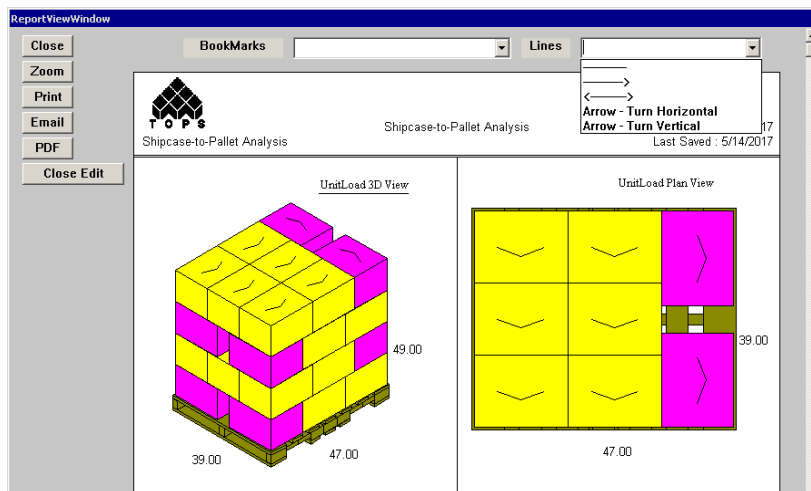 ReportViewWindow
Close
BookMarks
Lines
Zoom
Print
Email
PDF
Close Edit
Arrow - Turn Horizontal
Arrow - Turn Vertical
TOPS
Shipcase-to-Pallet Analysis
Shipcase-to-Pallet Analysis
17
Last Saved : 5/14/2017
UnitLoad 3D View
UnitLoad Plan View
49.00
39.00
47.00
39.00
47.00